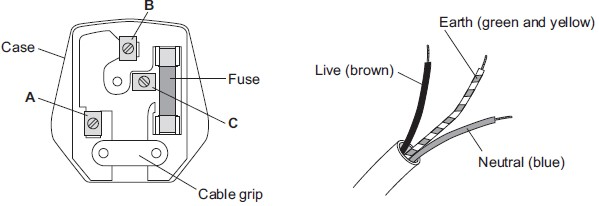 B
Case
Fuse
A
C
Cable grip
Earth (green and yellow)
Live (brown)
Neutral (blue)